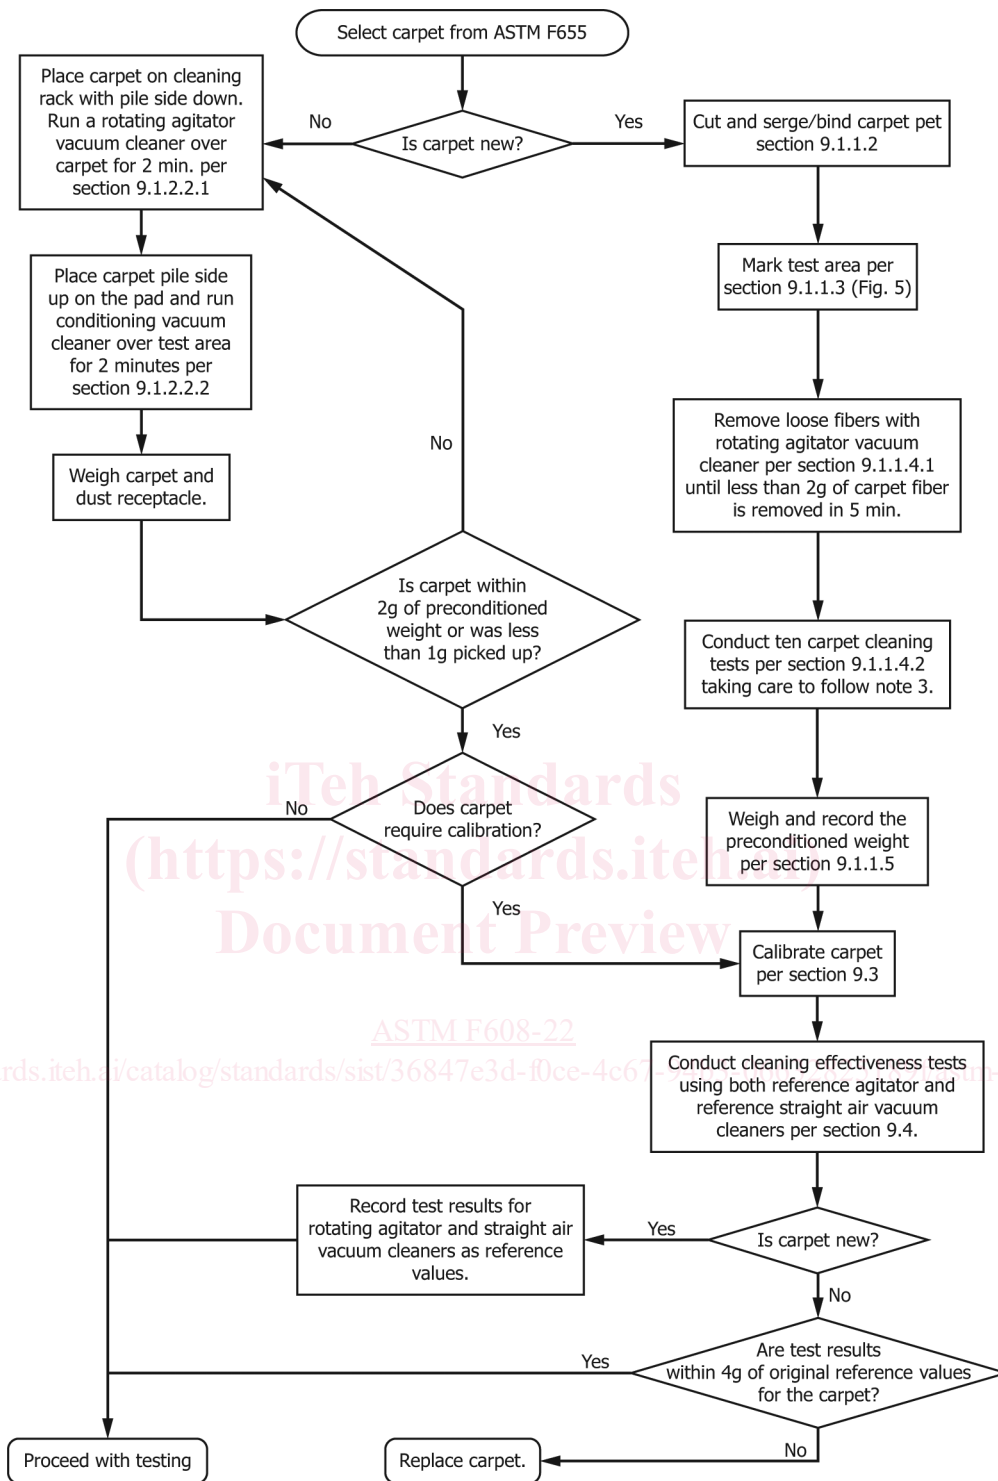 Select carpet from ASTM F655
Is carpet new?
No
Yes
Place carpet on cleaning
rack with pile side down.
Run a rotating agitator
vacuum cleaner over
carpet for 2 min. per
section 9.1.2.2.1
Place carpet pile side
up on the pad and run
conditioning vacuum
cleaner over test area
for 2 minutes per
section 9.1.2.2.2
Weigh carpet and
dust receptacle.
Is carpet within
2g of preconditioned
weight or was less
than 1g picked up?
No
Yes
Does carpet
require calibration?
No
Yes
Cut and serge/bind carpet pet
section 9.1.1.2
Mark test area per
section 9.1.1.3 (Fig. 5)
Remove loose fibers with
rotating agitator vacuum
cleaner per section 9.1.1.4.1
until less than 2g of carpet fiber
is removed in 5 min.
Conduct ten carpet cleaning
tests per section 9.1.1.4.2
taking care to follow note 3.
Weigh and record the
preconditioned weight
per section 9.1.1.5
Calibrate carpet
per section 9.3
Conduct cleaning effectiveness tests
using both reference agitator and
reference straight air vacuum
cleaners per section 9.4.
Is carpet new?
Yes
No
Record test results for
rotating agitator and straight air
vacuum cleaners as reference
values.
Are test results
within 4g of original reference values
for the carpet?
Yes
No
Proceed with testing
Replace carpet.
iTeh Standards
(https://standards.iteh.ai)
Document Preview
ASTM F608-22
rds.iteh.ai/catalog/standards/sist/36847e3d-f0ce-4c67-